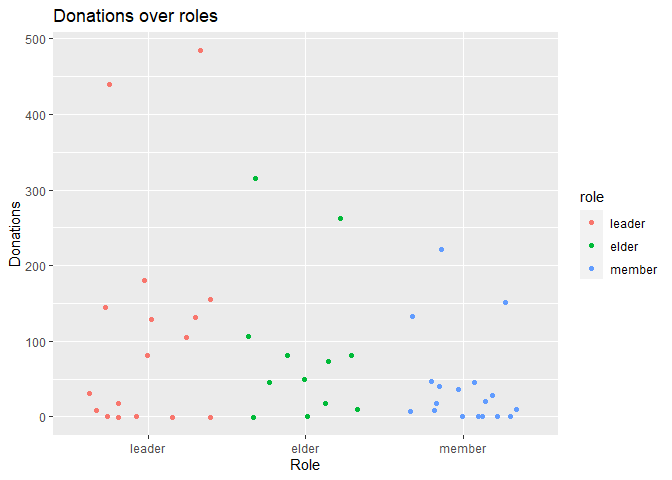 Donations over roles
500
400
300
200
100
0
Donations
leader
elder
member
Role
role
leader
elder
member